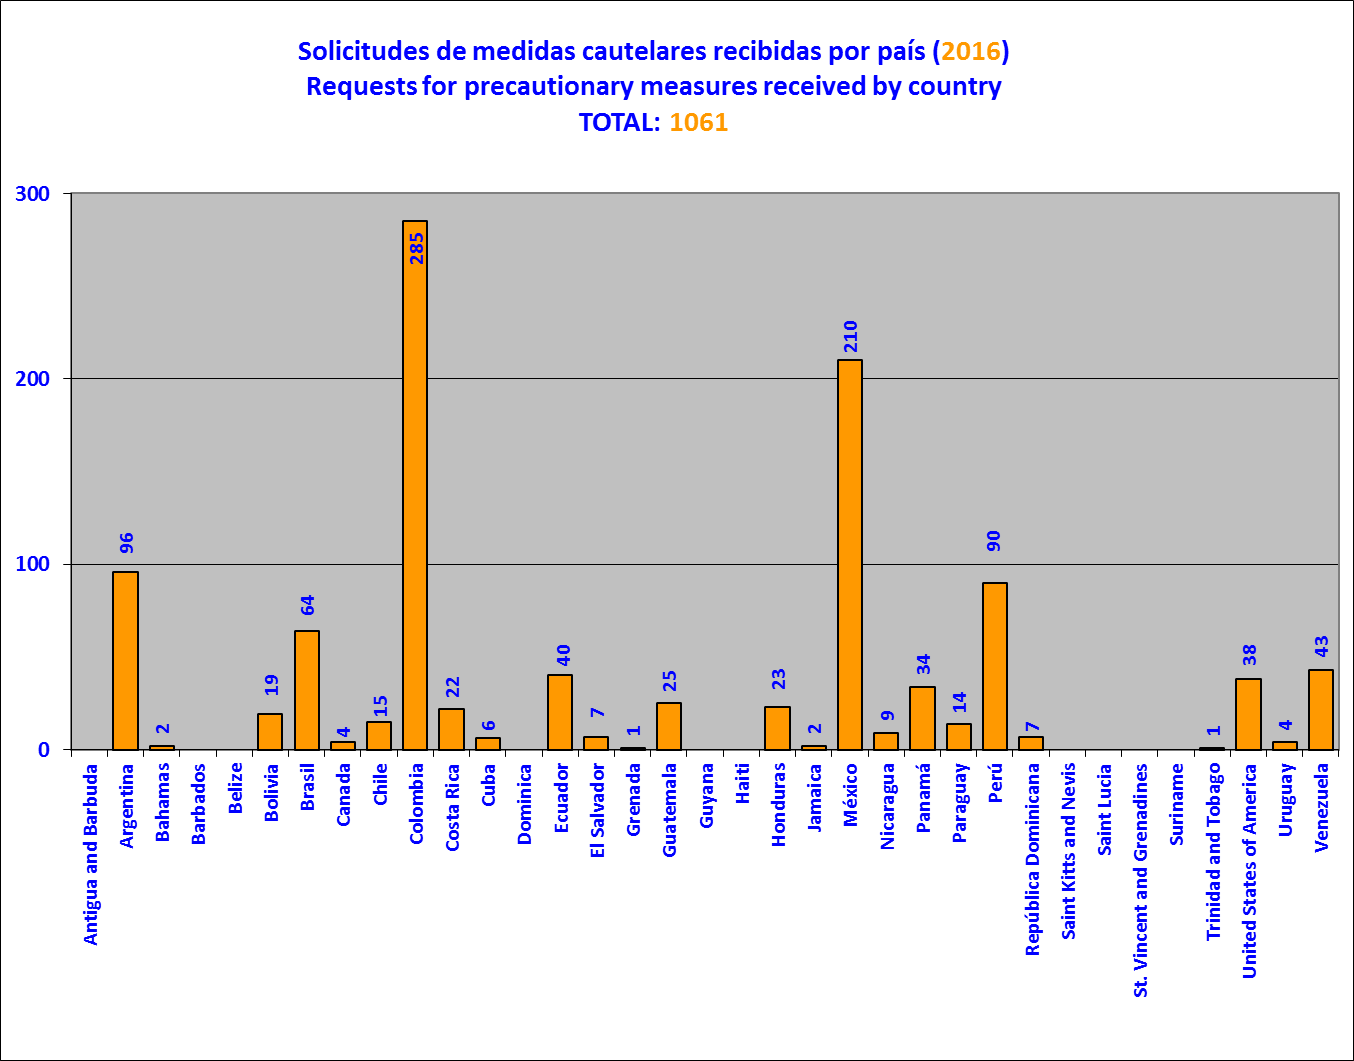 Solicitudes de medidas cautelares recibidas por país (2016)
Requests for precautionary measures received by country
TOTAL: 1061
300
200
100
0
96
2
19
64
4
15
285
22
6
40
7
1
25
23
2
210
9
34
14
90
7
1
38
4
43
Antigua and Barbuda
Argentina
Bahamas
Barbados
Belize
Bolivia
Brasil
Canada
Chile
Colombia
Costa Rica
Cuba
Dominica
Ecuador
El Salvador
Grenada
Guatemala
Guyana
Haiti
Honduras
Jamaica
México
Nicaragua
Panamá
Paraguay
Perú
República Dominicana
Saint Kitts and Nevis
Saint Lucia
St. Vincent and Grenadines
Suriname
Trinidad and Tobago
United States of America
Uruguay
Venezuela